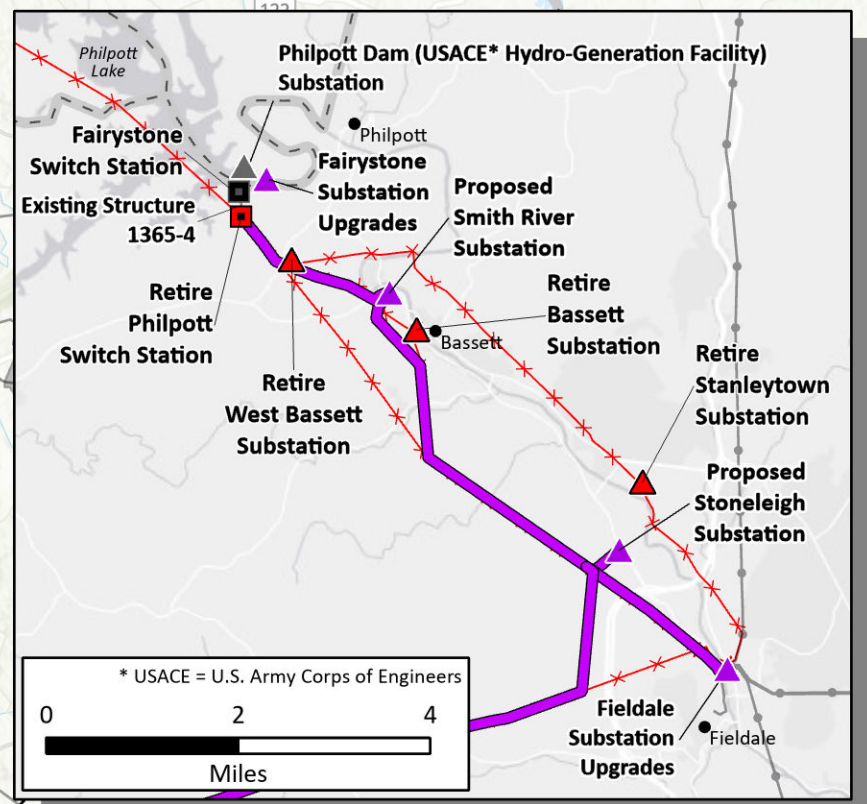 122
Philpott
Lake
Philpott Dam (USACE* Hydro-Generation Facility)
Substation
Fairystone
Switch Station
Philpott
Existing Structure
1365-4
Fairystone
Substation
Upgrades
Proposed
Smith River
Substation
Retire
Philpott
Switch Station
Retire
Bassett
Substation
Bassett
Retire
West Bassett
Substation
Retire
Stanleytown
Substation
Proposed
Stoneleigh
Substation
Fieldale
Substation
Upgrades
Fieldale
* USACE = U.S. Army Corps of Engineers
0 2 4
Miles